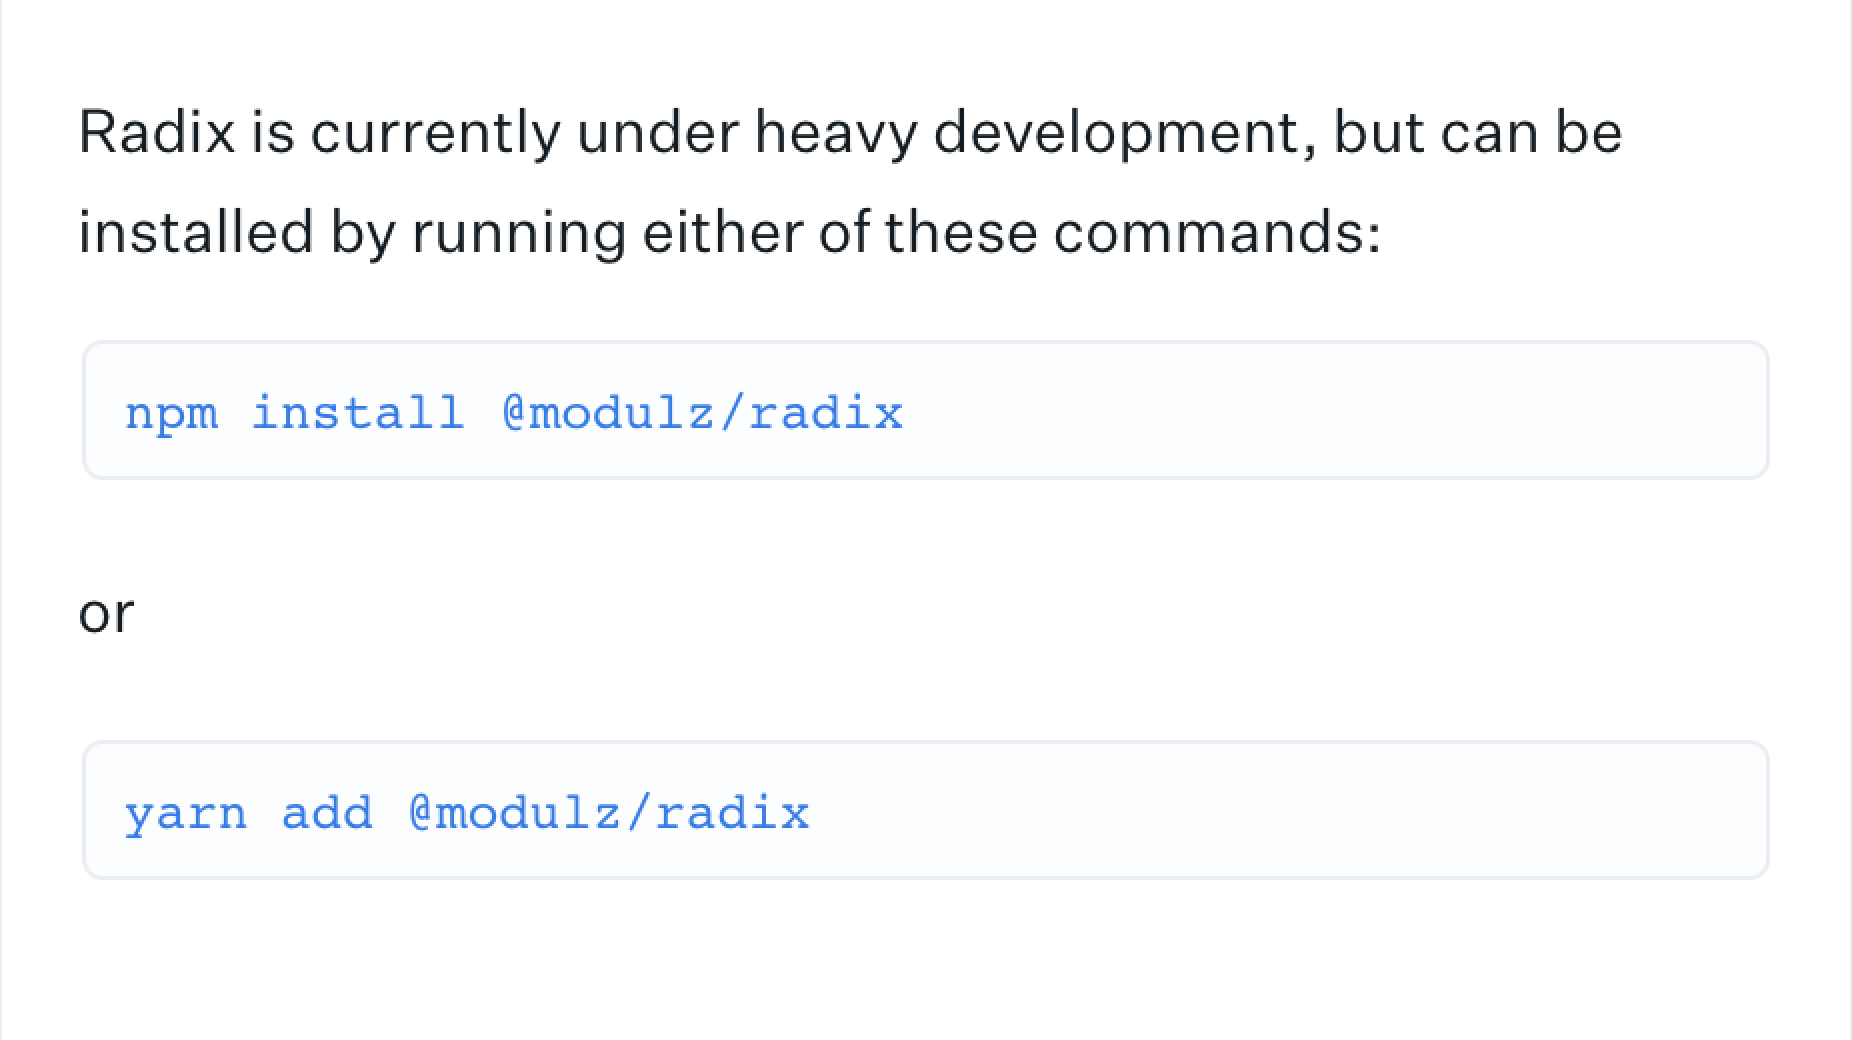 Radix is currently under heavy development, but can be
installed by running either of these commands:
npm install @modulz/radix
or
yarn add @modulz/radix